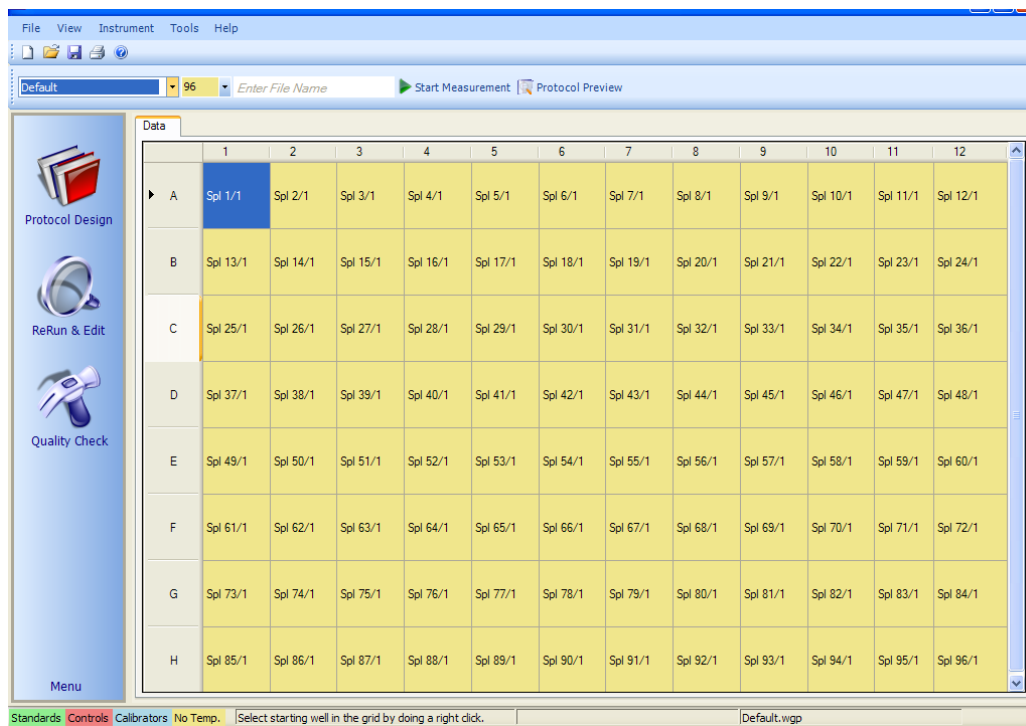 File View Instrument Tools Help
Default 96 Enter File Name Start Measurement Protocol Preview
Data
1 2 3 4 5 6 7 8 9 10 11 12
A Spl 1/1 Spl 2/1 Spl 3/1 Spl 4/1 Spl 5/1 Spl 6/1 Spl 7/1 Spl 8/1 Spl 9/1 Spl 10/1 Spl 11/1 Spl 12/1
Protocol Design
B Spl 13/1 Spl 14/1 Spl 15/1 Spl 16/1 Spl 17/1 Spl 18/1 Spl 19/1 Spl 20/1 Spl 21/1 Spl 22/1 Spl 23/1 Spl 24/1
ReRun & Edit
C Spl 25/1 Spl 26/1 Spl 27/1 Spl 28/1 Spl 29/1 Spl 30/1 Spl 31/1 Spl 32/1 Spl 33/1 Spl 34/1 Spl 35/1 Spl 36/1
D Spl 37/1 Spl 38/1 Spl 39/1 Spl 40/1 Spl 41/1 Spl 42/1 Spl 43/1 Spl 44/1 Spl 45/1 Spl 46/1 Spl 47/1 Spl 48/1
Quality Check
E Spl 49/1 Spl 50/1 Spl 51/1 Spl 52/1 Spl 53/1 Spl 54/1 Spl 55/1 Spl 56/1 Spl 57/1 Spl 58/1 Spl 59/1 Spl 60/1
F Spl 61/1 Spl 62/1 Spl 63/1 Spl 64/1 Spl 65/1 Spl 66/1 Spl 67/1 Spl 68/1 Spl 69/1 Spl 70/1 Spl 71/1 Spl 72/1
G Spl 73/1 Spl 74/1 Spl 75/1 Spl 76/1 Spl 77/1 Spl 78/1 Spl 79/1 Spl 80/1 Spl 81/1 Spl 82/1 Spl 83/1 Spl 84/1
H Spl 85/1 Spl 86/1 Spl 87/1 Spl 88/1 Spl 89/1 Spl 90/1 Spl 91/1 Spl 92/1 Spl 93/1 Spl 94/1 Spl 95/1 Spl 96/1
Menu
Standards Controls Calibrators No Temp. Select starting well in the grid by doing a right click. Default.wgp